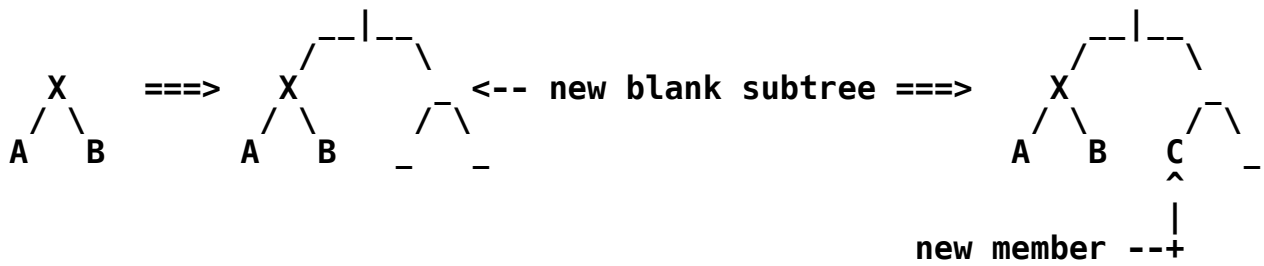 X ===> X <-- new blank subtree ===> X _
A B A B _ _ A B C _
new member --+